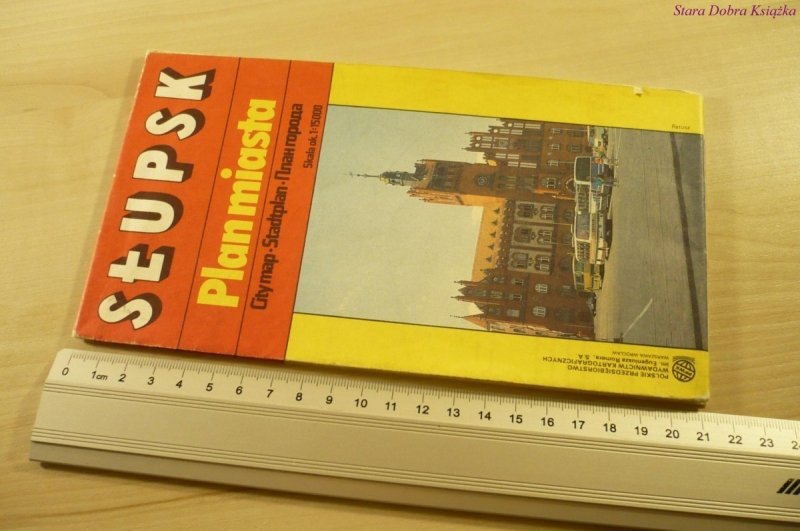 Stara Dobra Książka
SŁUPSK
Plan miasta
City map · Stadtplan · План города
Skala ok. 1:15000
Ratusz
POLSKIE PRZEDSIĘBIORSTWO
WYDAWNICTW KARTOGRAFICZNYCH
im. Eugeniusza Romera S.A.
WARSZAWA-WROCŁAW
0 1cm 2 3 4 5 6 7 8 9 10 11 12 13 14 15 16 17 18 19 20 21 22 23 24